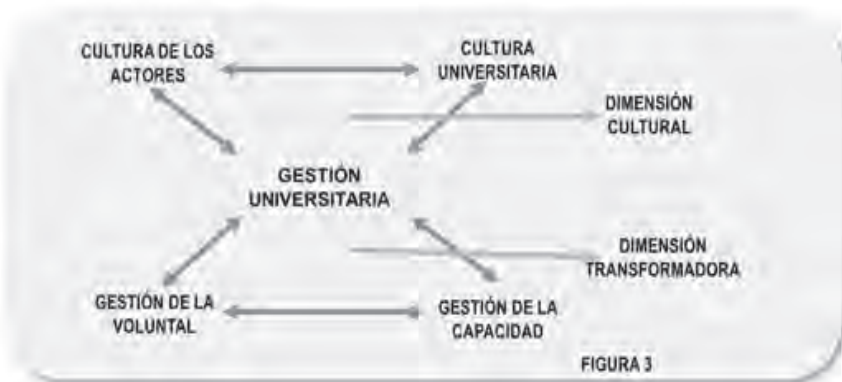 CULTURA DE LOS
ACTORES
CULTURA
UNIVERSITARIA
DIMENSIÓN
CULTURAL
GESTIÓN
UNIVERSITARIA
DIMENSIÓN
TRANSFORMADORA
GESTIÓN DE LA
VOLUNTAL
GESTIÓN DE LA
CAPACIDAD
FIGURA 3